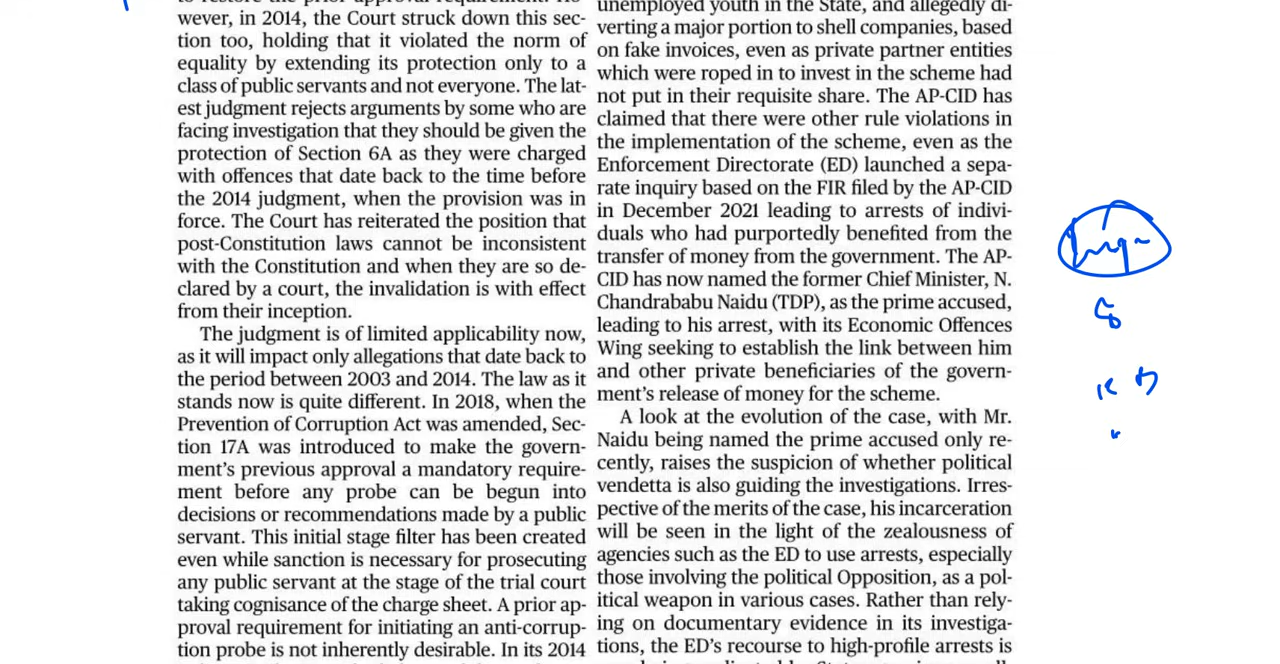 wever, in 2014, the Court struck down this sec-
tion too, holding that it violated the norm of
equality by extending its protection only to a
class of public servants and not everyone. The lat-
est judgment rejects arguments by some who are
facing investigation that they should be given the
protection of Section 6A as they were charged
with offences that date back to the time before
the 2014 judgment, when the provision was in
force. The Court has reiterated the position that
post-Constitution laws cannot be inconsistent
with the Constitution and when they are so de-
clared by a court, the invalidation is with effect
from their inception.
The judgment is of limited applicability now,
as it will impact only allegations that date back to
the period between 2003 and 2014. The law as it
stands now is quite different. In 2018, when the
Prevention of Corruption Act was amended, Sec-
tion 17A was introduced to make the govern-
ment's previous approval a mandatory require-
ment before any probe can be begun into
decisions or recommendations made by a public
servant. This initial stage filter has been created
even while sanction is necessary for prosecuting
any public servant at the stage of the trial court
taking cognisance of the charge sheet. A prior ap-
proval requirement for initiating an anti-corrup-
tion probe is not inherently desirable. In its 2014
unemployed youth in the State, and allegedly di-
verting a major portion to shell companies, based
on fake invoices, even as private partner entities
which were roped in to invest in the scheme had
not put in their requisite share. The AP-CID has
claimed that there were other rule violations in
the implementation of the scheme, even as the
Enforcement Directorate (ED) launched a sepa-
rate inquiry based on the FIR filed by the AP-CID
in December 2021 leading to arrests of indivi-
duals who had purportedly benefited from the
transfer of money from the government. The AP-
CID has now named the former Chief Minister, N.
Chandrababu Naidu (TDP), as the prime accused,
leading to his arrest, with its Economic Offences
Wing seeking to establish the link between him
and other private beneficiaries of the govern-
ment's release of money for the scheme.
A look at the evolution of the case, with Mr.
Naidu being named the prime accused only re-
cently, raises the suspicion of whether political
vendetta is also guiding the investigations. Irres-
pective of the merits of the case, his incarceration
will be seen in the light of the zealousness of
agencies such as the ED to use arrests, especially
those involving the political Opposition, as a pol-
itical weapon in various cases. Rather than rely-
ing on documentary evidence in its investiga-
tions, the ED's recourse to high-profile arrests is